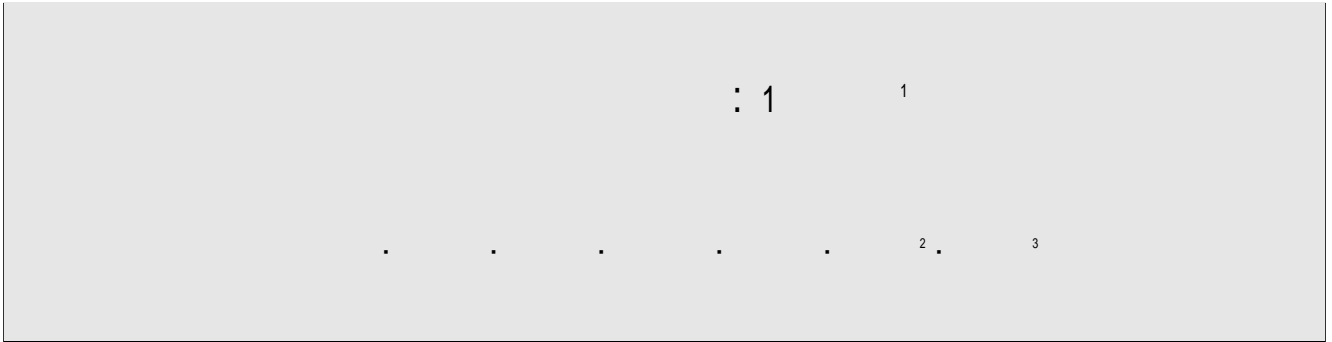 : 1 1
. . . . . 2 . 3